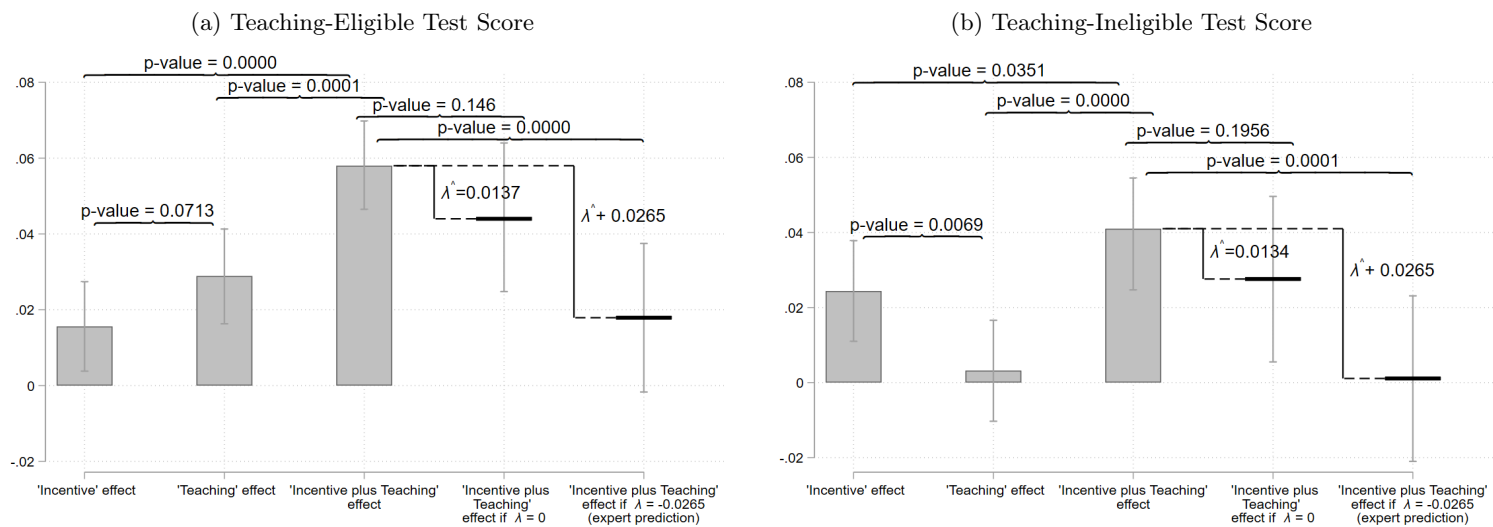 (a) Teaching-Eligible Test Score
p-value = 0.0000
p-value = 0.0001
p-value = 0.146
p-value = 0.0000
p-value = 0.0713
λ^=0.0137
λ^+ 0.0265
.08
.06
.04
.02
0
-.02
'Incentive' effect
'Teaching' effect
'Incentive plus Teaching'
effect
'Incentive plus
Teaching'
effect if λ = 0
'Incentive plus Teaching'
effect if λ = -0.0265
(expert prediction)
(b) Teaching-Ineligible Test Score
p-value = 0.0351
p-value = 0.0000
p-value = 0.1956
p-value = 0.0001
p-value = 0.0069
λ^=0.0134
λ^+ 0.0265
.08
.06
.04
.02
0
-.02
'Incentive' effect
'Teaching' effect
'Incentive plus Teaching'
effect
'Incentive plus
Teaching'
effect if λ = 0
'Incentive plus Teaching'
effect if λ = -0.0265
(expert prediction)